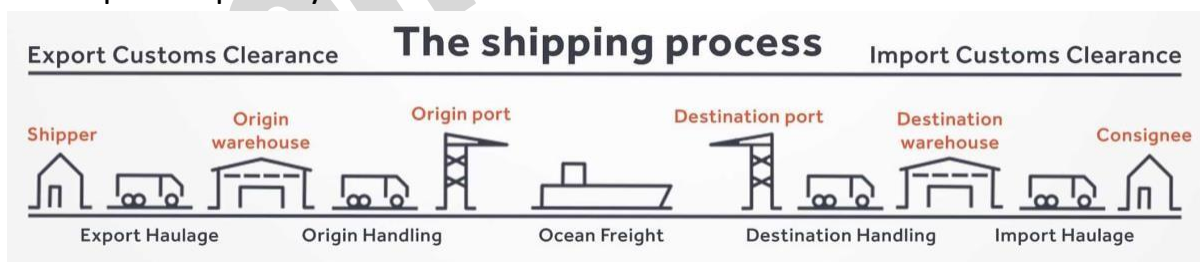 The shipping process
Export Customs Clearance
Import Customs Clearance
Shipper
Origin
warehouse
Origin port
Destination port
Destination
warehouse
Consignee
Export Haulage
Origin Handling
Ocean Freight
Destination Handling
Import Haulage